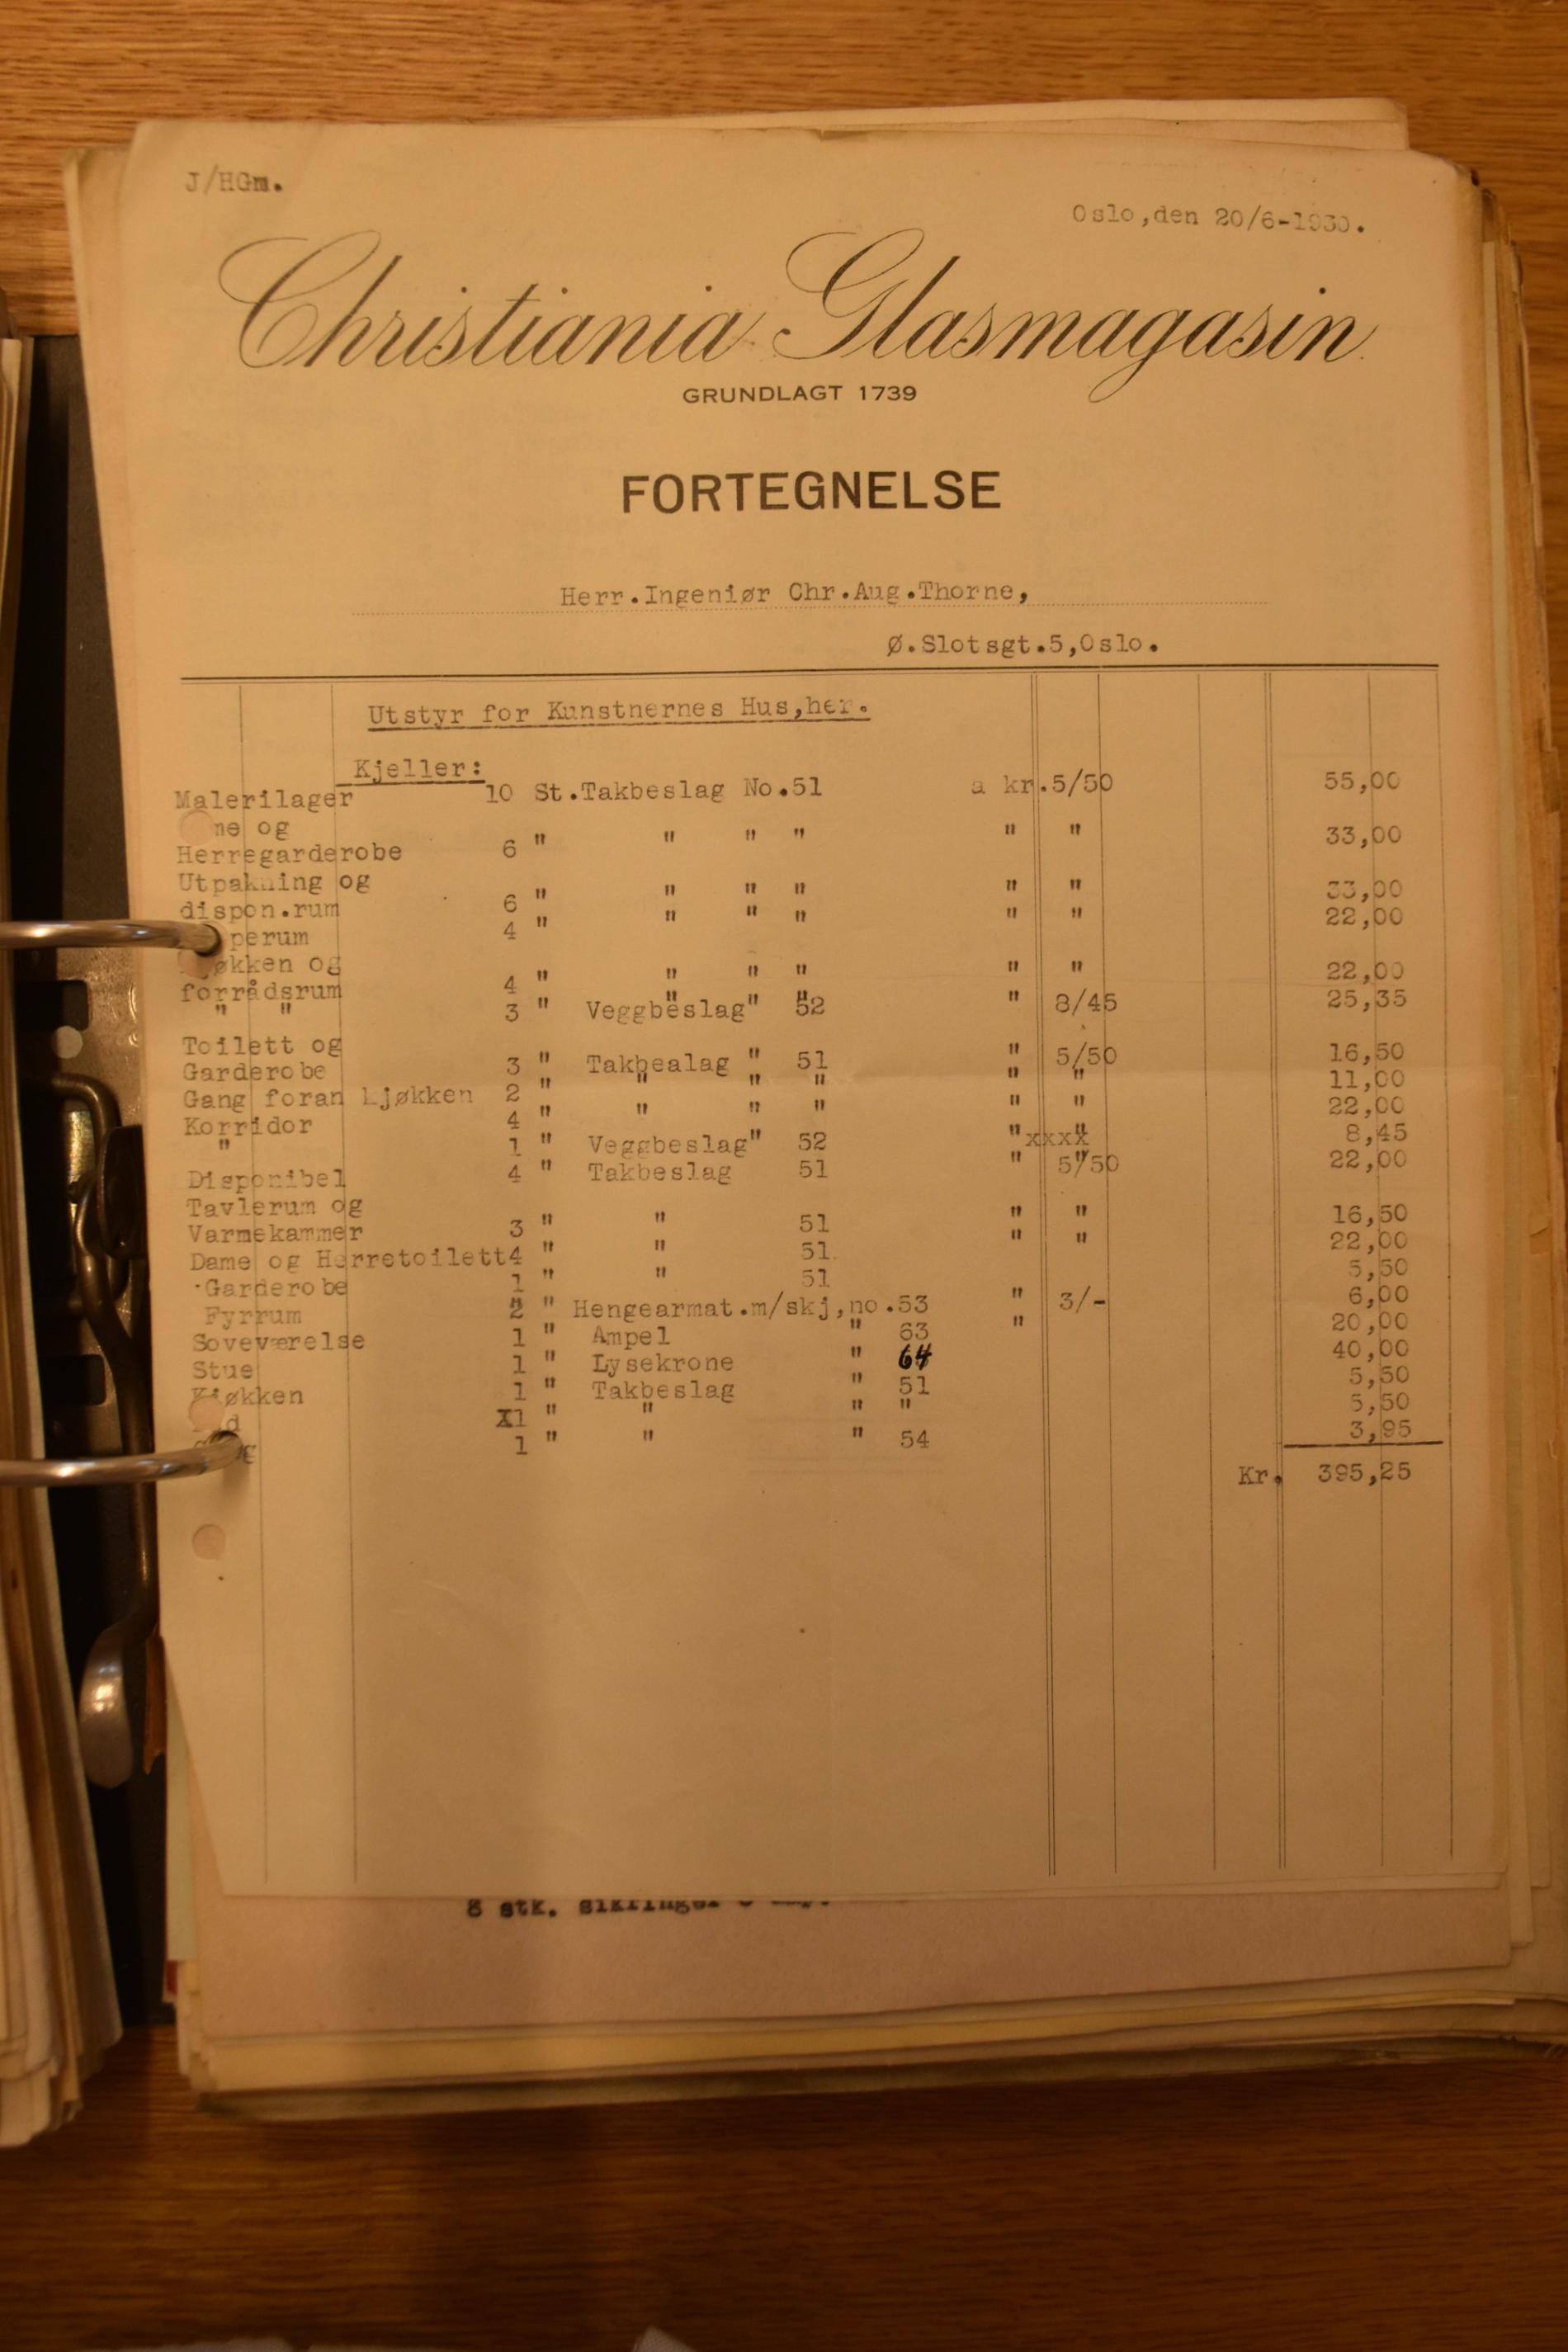 J/HGm.
Oslo,den 20/6-1930.
Christiania Glasmagasin
GRUNDLAGT 1739
FORTEGNELSE
Herr.Ingeniør Chr.Aug.Thorne,
Ø.Slotsgt.5,Oslo.
Utstyr for Kunstnernes Hus,her.
Kjeller:
Malerilager 10 St.Takbeslag No.51 a kr.5/50 55,00
me og
Herregarderobe 6 " " " " " " 33,00
Utpakning og
dispon.rum 6 " " " " " " 33,00
perum 4 " " " " " " 22,00
økken og
forrådsrum 4 " " " " " " 22,00
" " 3 " Veggbeslag" 52 " 8/45 25,35
Toilett og
Garderobe 3 " Takbealag " 51 " 5/50 16,50
Gang foran kjøkken 2 " " " " " " 11,00
Korridor 4 " " " " " " 22,00
" 1 " Veggbeslag" 52 "xxxx" 8,45
Disponibel 4 " Takbeslag 51 " 5/50 22,00
Tavlerum og
Varmekammer 3 " " 51 " " 16,50
Dame og Herretoilett4 " " 51 " " 22,00
Garderobe 1 " " 51 5,50
Fyrrum 2 " Hengearmat.m/skj,no.53 " 3/- 6,00
Soveværelse 1 " Ampel " 63 " 20,00
Stue 1 " Lysekrone " 64 40,00
Kjøkken 1 " Takbeslag " 51 5,50
d 1 " " " " 5,50
1 " " " 54 3,95
Kr. 395,25
8 stk. sikringer